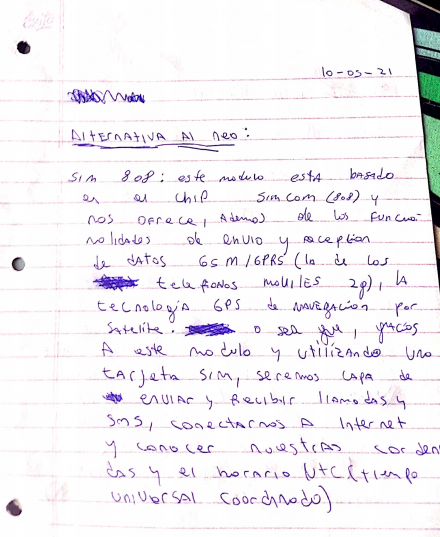 10-05-21
ALTERNATIVA Al neo:
SIM 808: este modulo estA basado
en el chip SIMCOM (808) y
nos ofrece, Ademas de las funcio
nalidades de envio y recepcion
de dAtos GSM/GPRS (la de los
telefonos moviles 2g), la
tecnologia GPS de NAVEGAcion por
Satelite. o sea que, gracias
A este modulo y utilizando una
tarjeta SIM, seremos capa de
enviar y Recibir llamadas y
SMS, conectarnos A Internet
y conocer nuestras corden
das y el horario UTC (tiempo
universal coordinado)